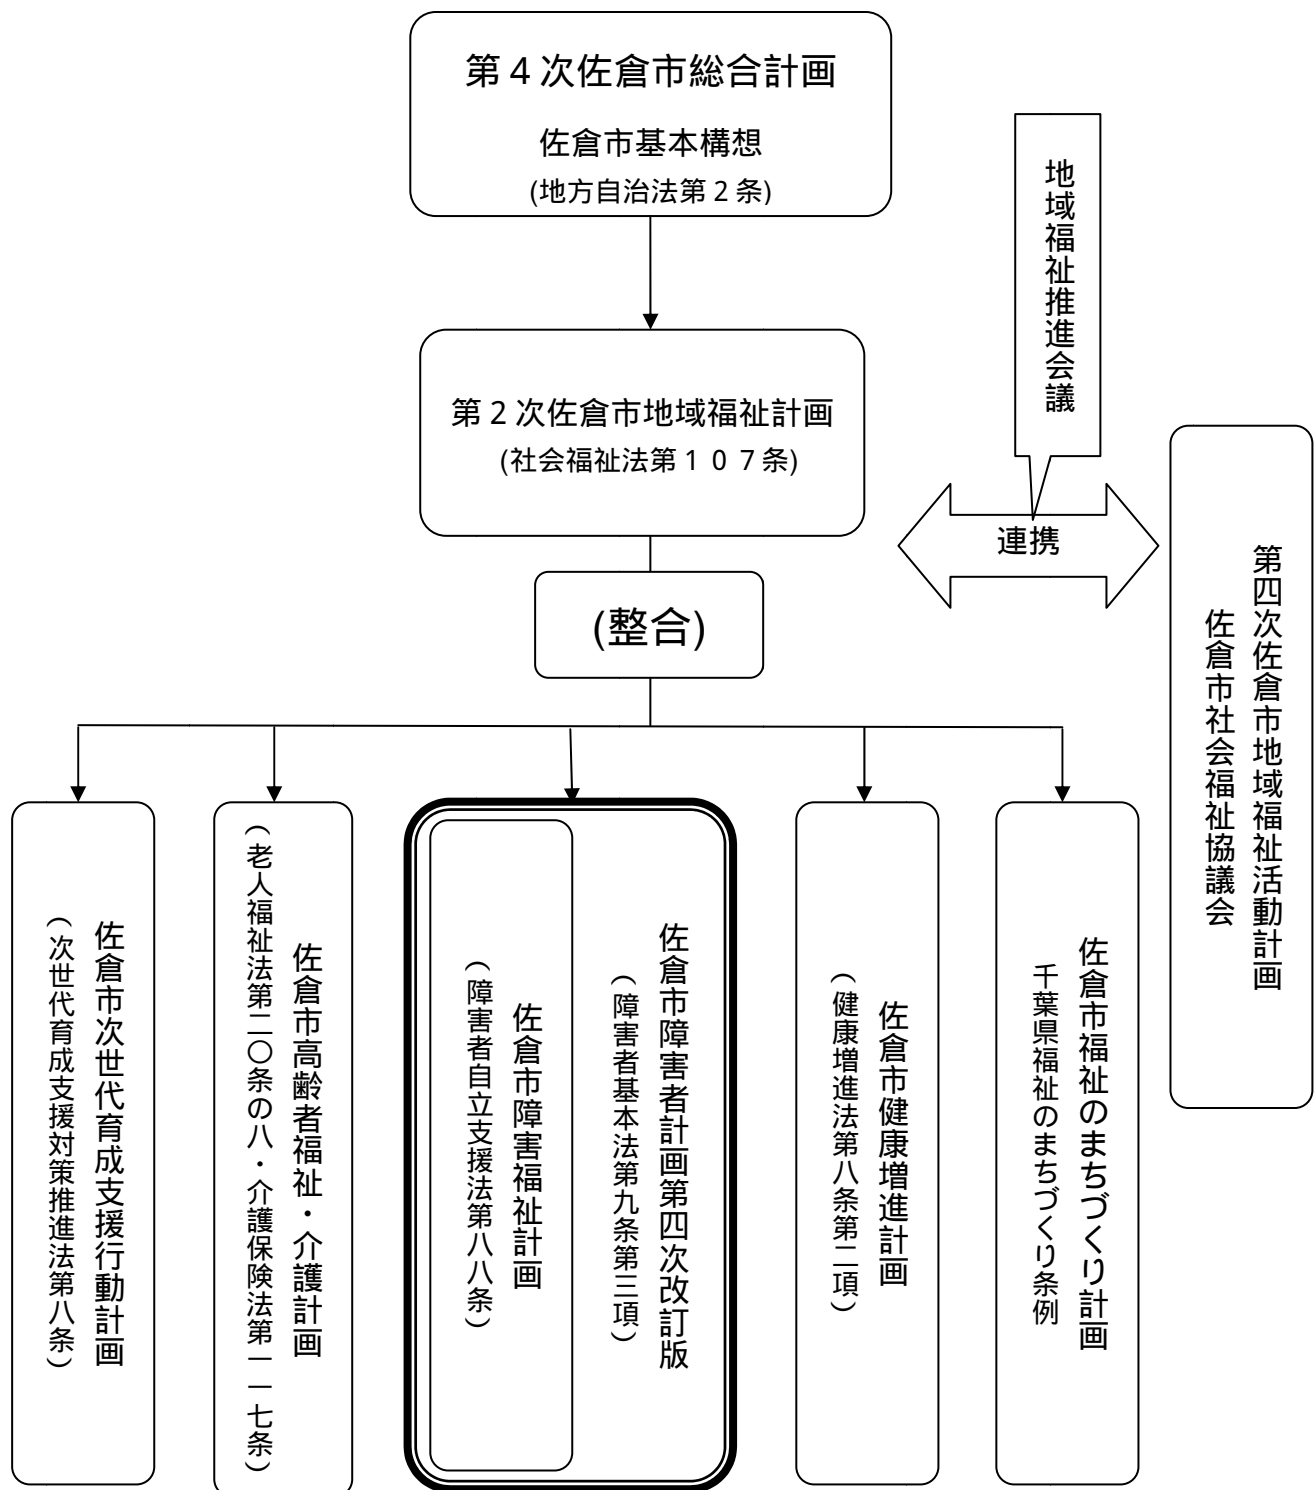 第４次佐倉市総合計画
佐倉市基本構想
(地方自治法第２条)
地域福祉推進会議
第２次佐倉市地域福祉計画
(社会福祉法第１０７条)
連携
第四次佐倉市地域福祉活動計画
佐倉市社会福祉協議会
(整合)
佐倉市福祉のまちづくり計画
千葉県福祉のまちづくり条例
佐倉市健康増進計画
（健康増進法第八条第二項）
佐倉市障害者計画第四次改訂版
（障害者基本法第九条第三項）
佐倉市障害福祉計画
（障害者自立支援法第八八条）
佐倉市高齢者福祉・介護計画
（老人福祉法第二〇条の八・介護保険法第一一七条）
佐倉市次世代育成支援行動計画
（次世代育成支援対策推進法第八条）